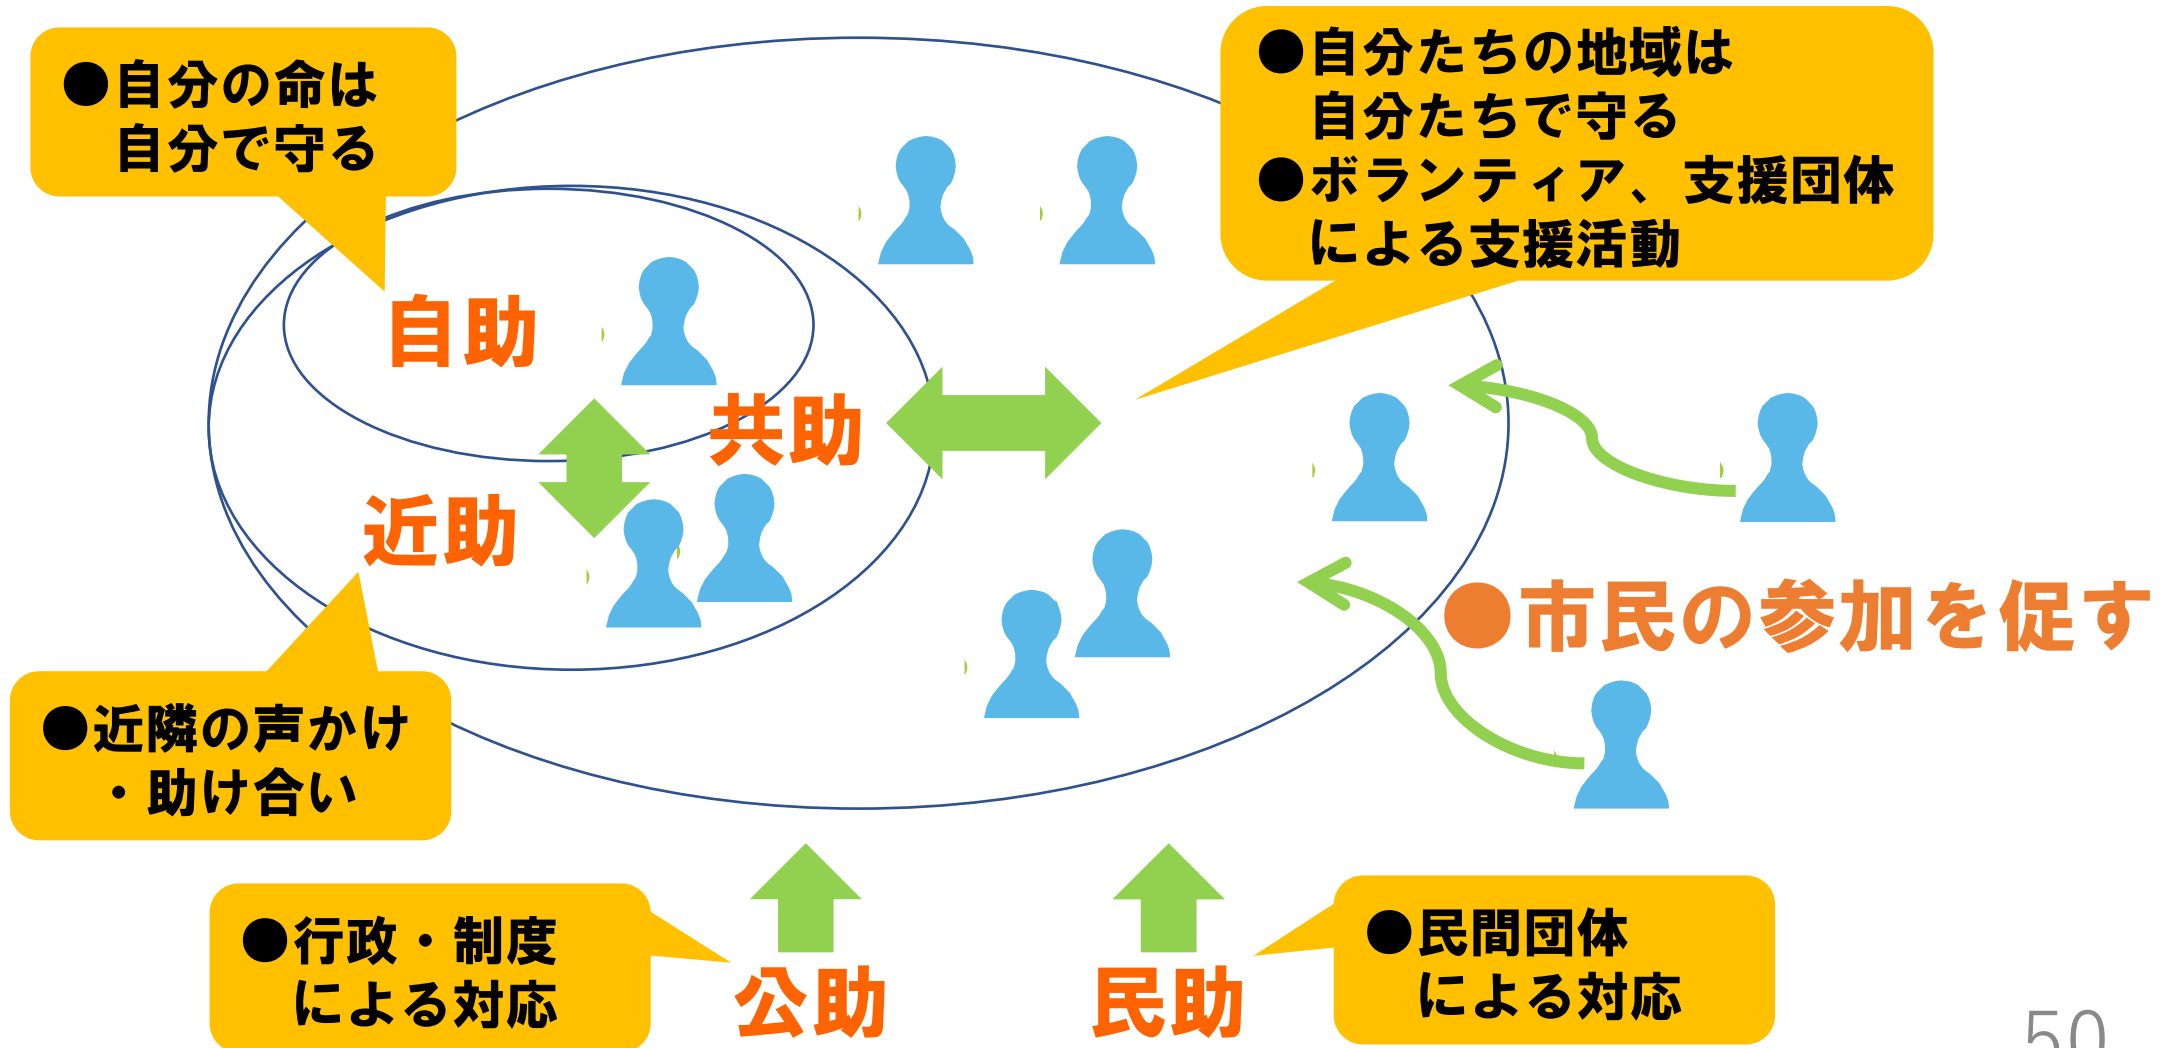 ●自分の命は
自分で守る
●自分たちの地域は
自分たちで守る
●ボランティア、支援団体
による支援活動
自助
共助
近助
●市民の参加を促す
●近隣の声かけ
・助け合い
●行政・制度
による対応
公助
民助
●民間団体
による対応
50